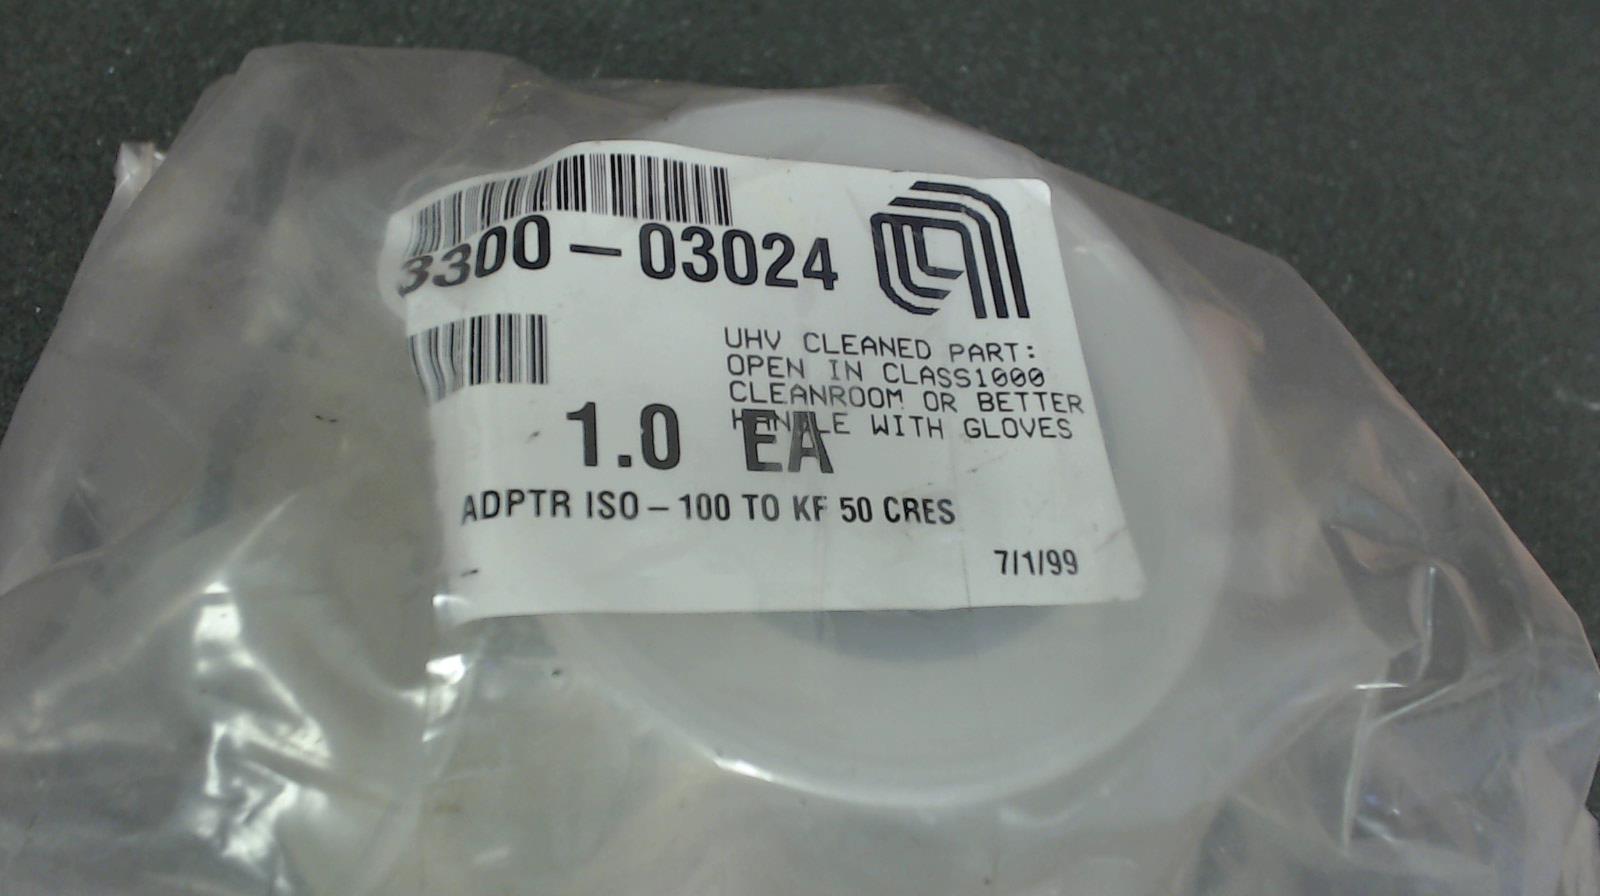 3300-03024
UHV CLEANED PART:
OPEN IN CLASS1000
CLEANROOM OR BETTER
HANDLE WITH GLOVES
1.0 EA
ADPTR ISO-100 TO KF 50 CRES
7/1/99